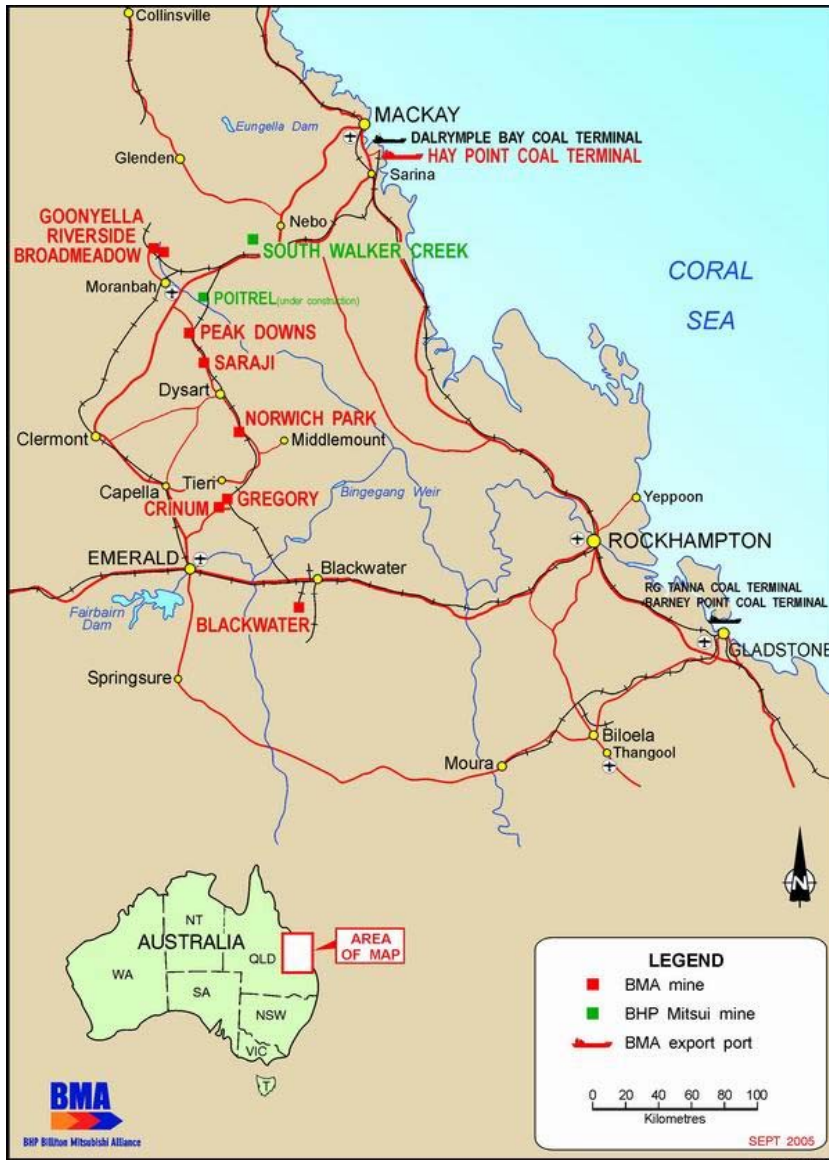 Collinsville
MACKAY
Eungella Dam
DALRYMPLE BAY COAL TERMINAL
HAY POINT COAL TERMINAL
Glenden
Sarina
Nebo
GOONYELLA
RIVERSIDE
BROADMEADOW
SOUTH WALKER CREEK
CORAL
SEA
Moranbah
POITREL (under construction)
PEAK DOWNS
SARAJI
Dysart
NORWICH PARK
Clermont
Middlemount
Tieri
Capella
Bingegang Weir
GREGORY
CRINUM
Yeppoon
ROCKHAMPTON
EMERALD
Blackwater
RG TANNA COAL TERMINAL
BARNEY POINT COAL TERMINAL
Fairbairn
Dam
BLACKWATER
GLADSTONE
Springsure
Biloela
Moura
Thangool
N
NT
AUSTRALIA
QLD
WA
SA
NSW
VIC
T
AREA
OF MAP
LEGEND
BMA mine
BHP Mitsui mine
BMA export port
0 20 40 60 80 100
Kilometres
SEPT 2005
BMA
BHP Billiton Mitsubishi Alliance